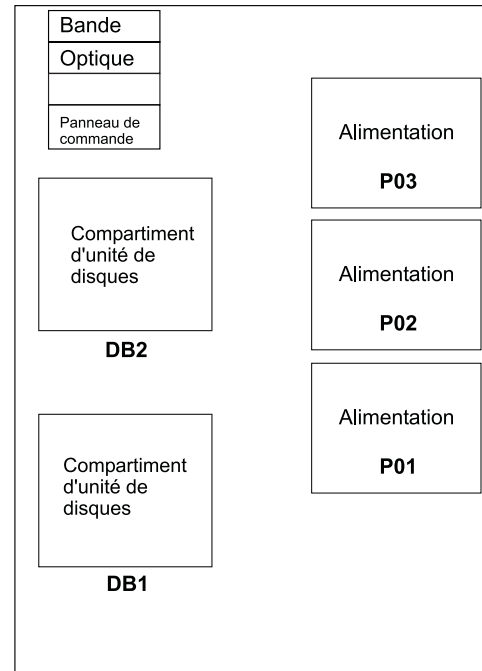 Bande
Optique
Panneau de
commande
Compartiment
d'unité de
disques
DB2
Compartiment
d'unité de
disques
DB1
Alimentation
P03
Alimentation
P02
Alimentation
P01